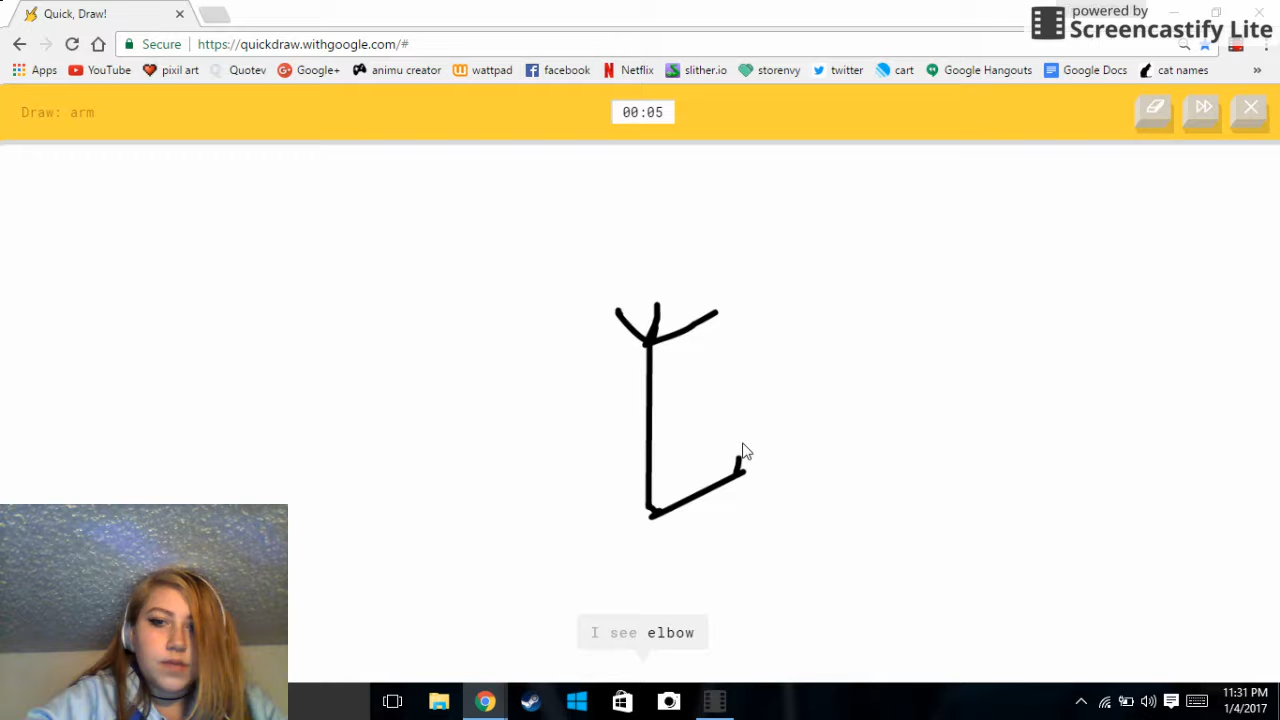 Quick, Draw!
powered by
Screencastify Lite
Secure
https://quickdraw.withgoogle.com/#
Apps YouTube pixil art Quotev Google+ animu creator wattpad facebook Netflix slither.io storenvy twitter cart Google Hangouts Google Docs cat names »
Draw: arm
00:05
I see elbow
11:31 PM
1/4/2017